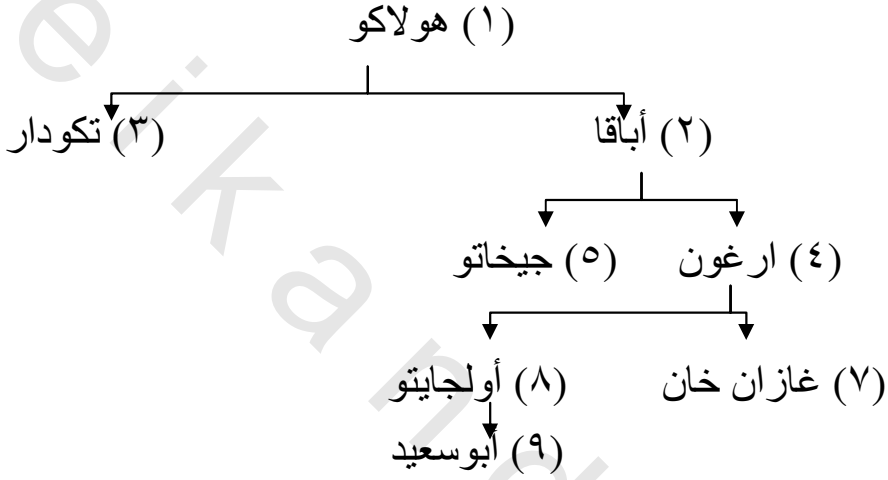 (١) هولاكو
(٢) أباقا
(٣) تكودار
(٤) ارغون
(٥) جيخاتو
(٧) غازان خان
(٨) أولجايتو
(٩) أبوسعيد
e i k a n d